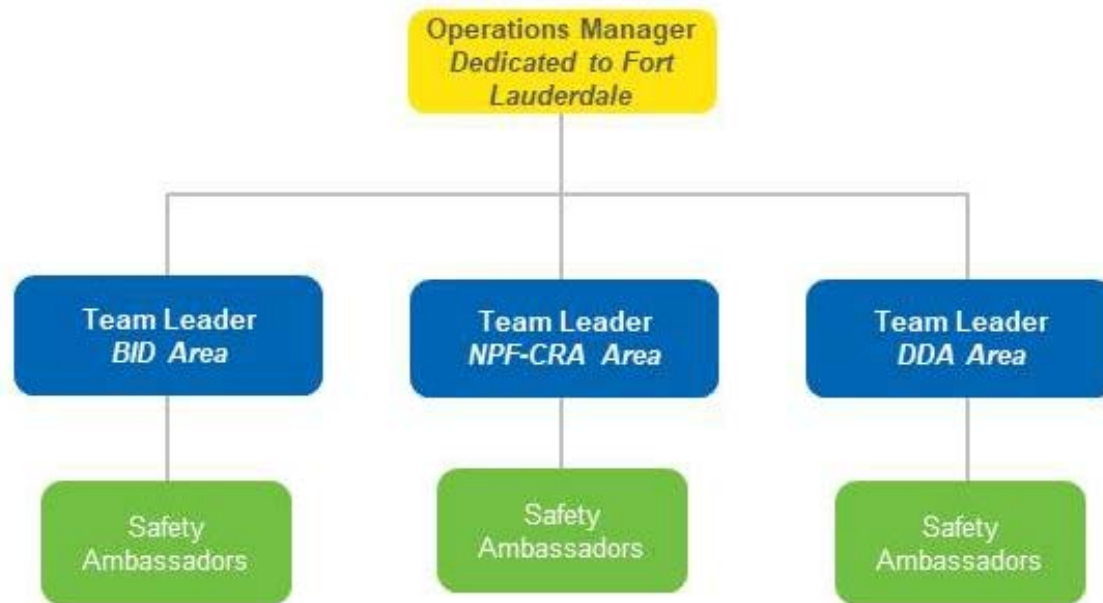 Operations Manager
Dedicated to Fort
Lauderdale
Team Leader
BID Area
Team Leader
NPF-CRA Area
Team Leader
DDA Area
Safety
Ambassadors
Safety
Ambassadors
Safety
Ambassadors